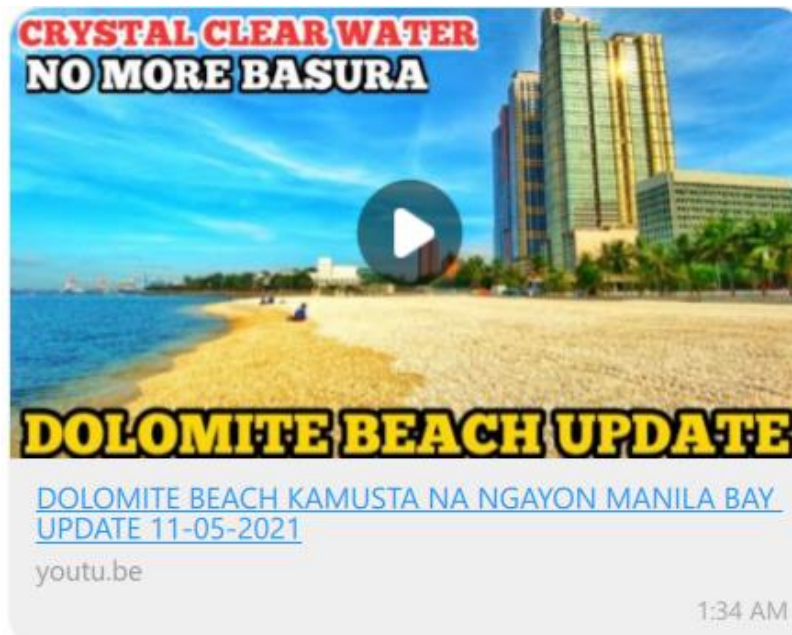 CRYSTAL CLEAR WATER
NO MORE BASURA
DOLOMITE BEACH UPDATE
DOLOMITE BEACH KAMUSTA NA NGAYON MANILA BAY
UPDATE 11-05-2021
youtu.be
1:34 AM